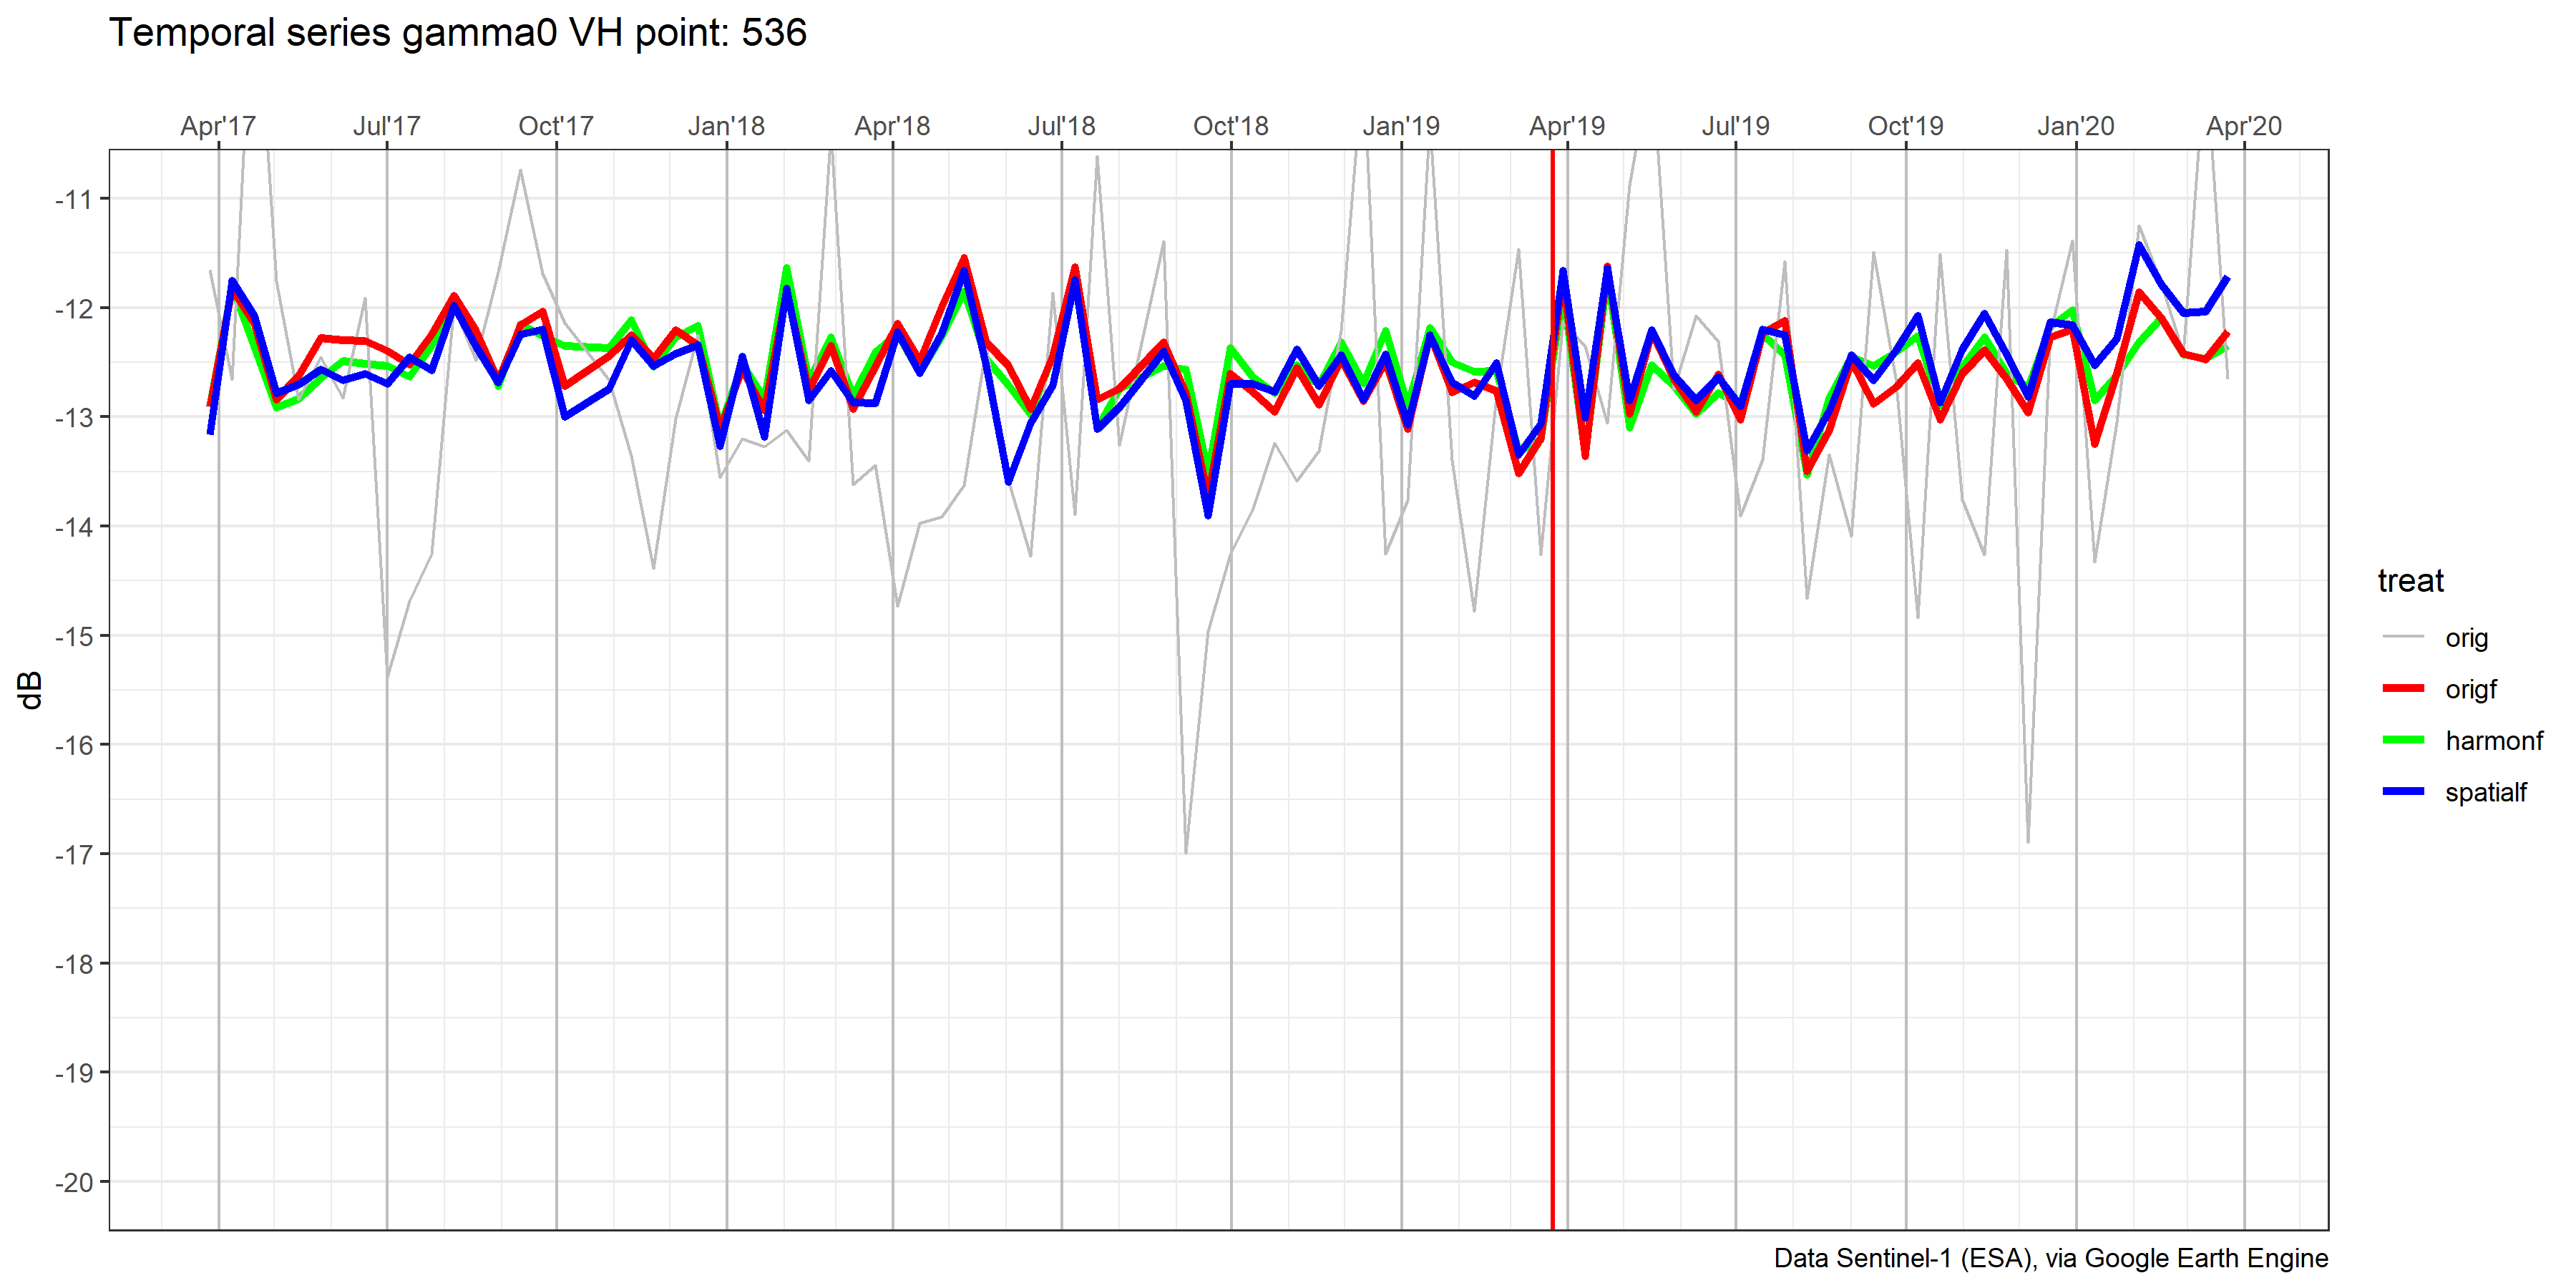 Temporal series gamma0 VH point: 536
Apr'17 Jul'17 Oct'17 Jan'18 Apr'18 Jul'18 Oct'18 Jan'19 Apr'19 Jul'19 Oct'19 Jan'20 Apr'20
-11
-12
-13
-14
-15
-16
-17
-18
-19
-20
dB
treat
orig
origf
harmonf
spatialf
Data Sentinel-1 (ESA), via Google Earth Engine